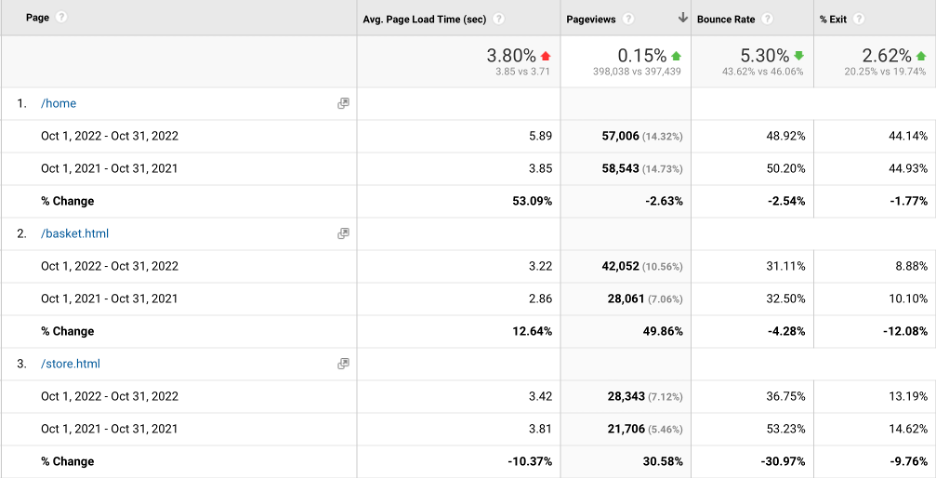 Page ? Avg. Page Load Time (sec) ? Pageviews ? Bounce Rate ? % Exit ?
3.80% 0.15% 5.30% 2.62%
3.85 vs 3.71 398,038 vs 397,439 43.62% vs 46.06% 20.25% vs 19.74%
1. /home
Oct 1, 2022 - Oct 31, 2022 5.89 57,006 (14.32%) 48.92% 44.14%
Oct 1, 2021 - Oct 31, 2021 3.85 58,543 (14.73%) 50.20% 44.93%
% Change 53.09% -2.63% -2.54% -1.77%
2. /basket.html
Oct 1, 2022 - Oct 31, 2022 3.22 42,052 (10.56%) 31.11% 8.88%
Oct 1, 2021 - Oct 31, 2021 2.86 28,061 (7.06%) 32.50% 10.10%
% Change 12.64% 49.86% -4.28% -12.08%
3. /store.html
Oct 1, 2022 - Oct 31, 2022 3.42 28,343 (7.12%) 36.75% 13.19%
Oct 1, 2021 - Oct 31, 2021 3.81 21,706 (5.46%) 53.23% 14.62%
% Change -10.37% 30.58% -30.97% -9.76%